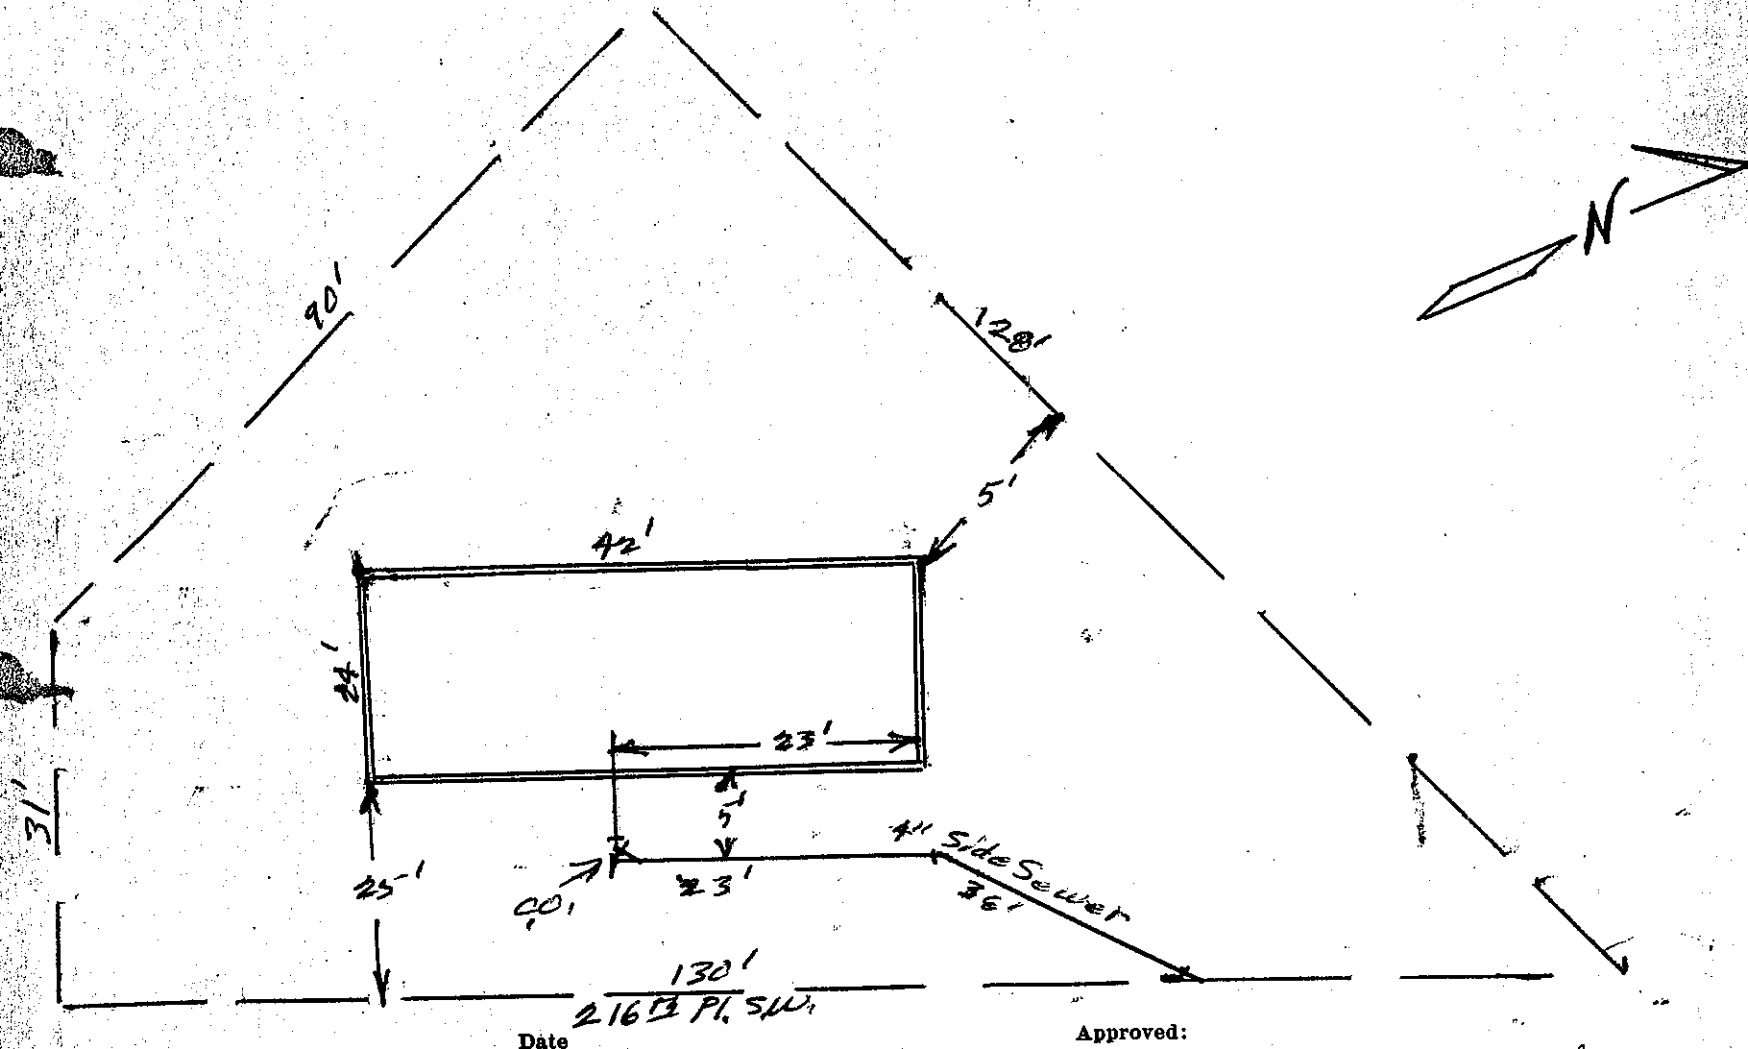 N
90'
128'
5'
42'
24'
23'
31'
5'
4" Side Sewer
25'
23'
36'
C.O.
130'
216TH Pl. S.W.
Date
Approved: